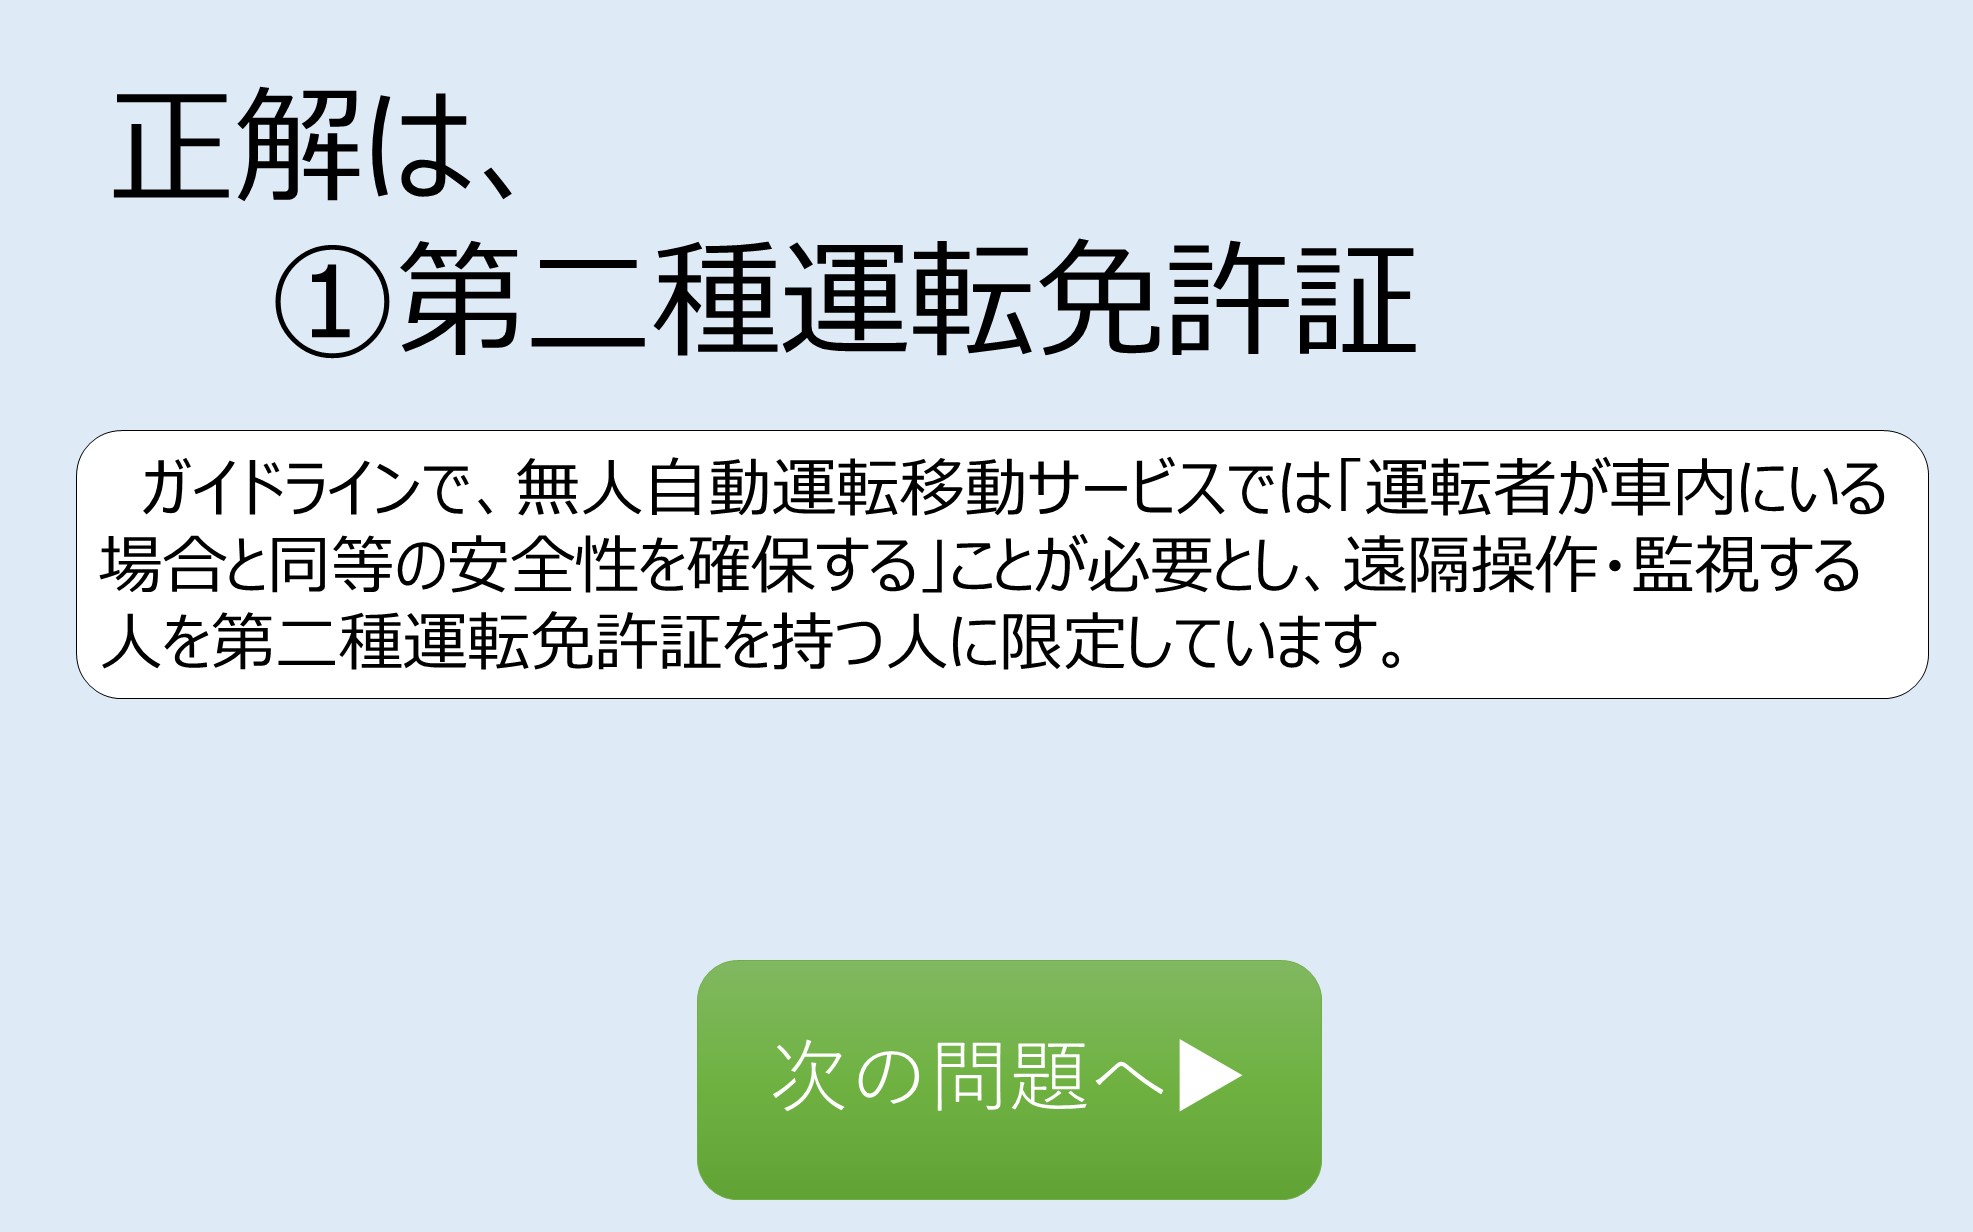 正解は、
①第二種運転免許証
ガイドラインで、無人自動運転移動サービスでは「運転者が車内にいる
場合と同等の安全性を確保する」ことが必要とし、遠隔操作・監視する
人を第二種運転免許証を持つ人に限定しています。
次の問題へ▶